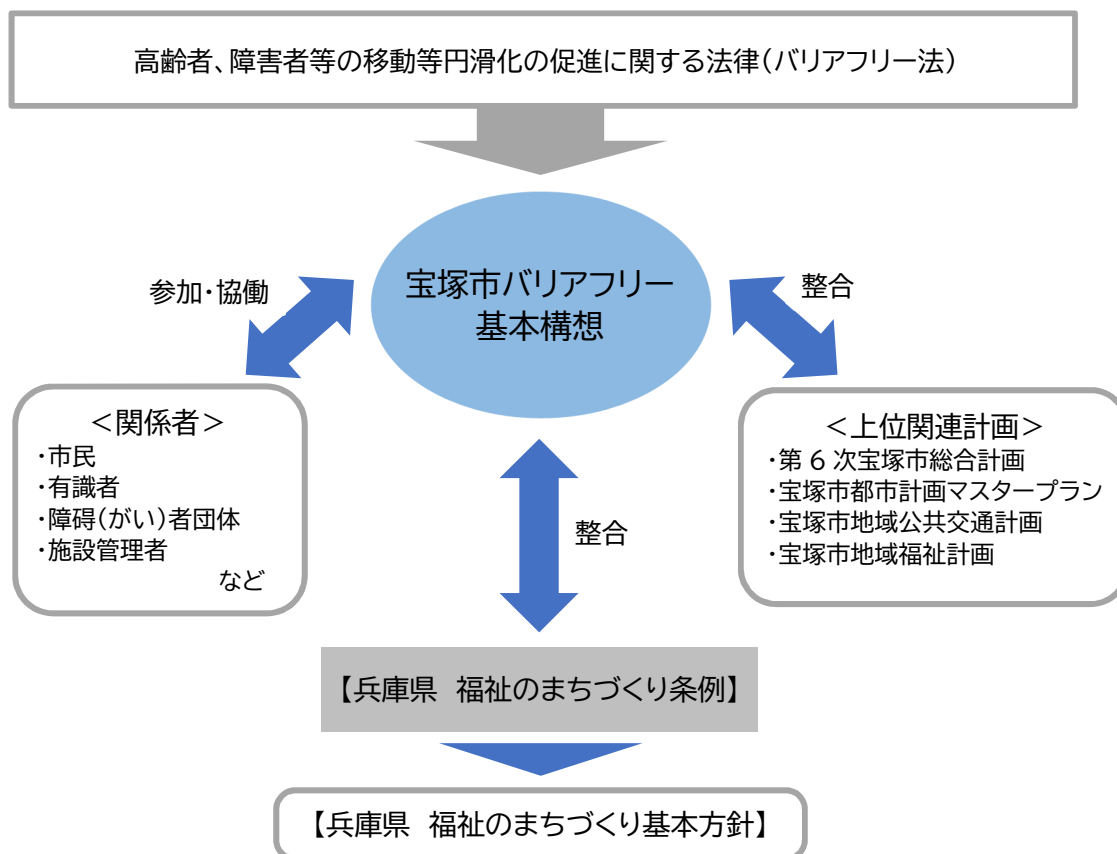 高齢者、障害者等の移動等円滑化の促進に関する法律(バリアフリー法)
宝塚市バリアフリー
基本構想
参加・協働
整合
<関係者>
・市民
・有識者
・障碍(がい)者団体
・施設管理者
など
<上位関連計画>
・第 6 次宝塚市総合計画
・宝塚市都市計画マスタープラン
・宝塚市地域公共交通計画
・宝塚市地域福祉計画
整合
【兵庫県 福祉のまちづくり条例】
【兵庫県 福祉のまちづくり基本方針】